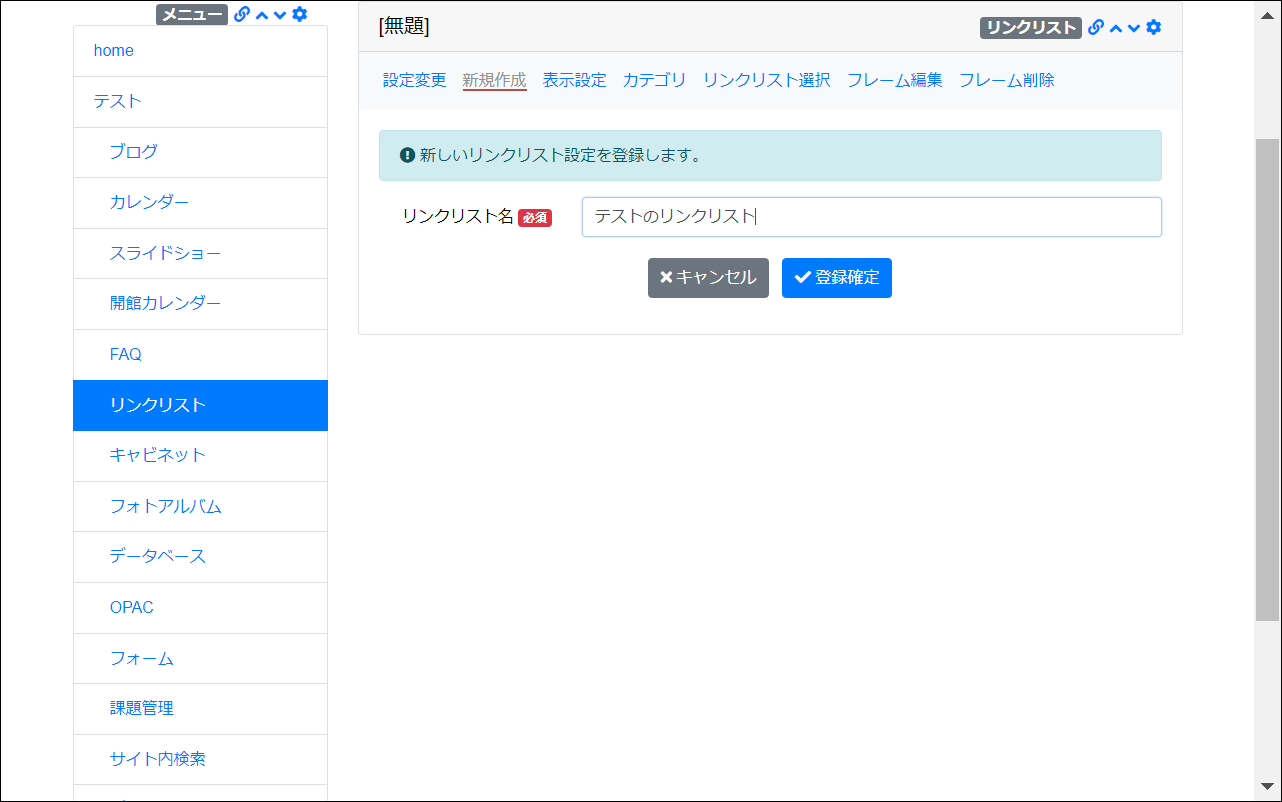 メニュー
home
テスト
ブログ
カレンダー
スライドショー
開館カレンダー
FAQ
リンクリスト
キャビネット
フォトアルバム
データベース
OPAC
フォーム
課題管理
サイト内検索
[無題]
リンクリスト
設定変更 新規作成 表示設定 カテゴリ リンクリスト選択 フレーム編集 フレーム削除
新しいリンクリスト設定を登録します。
リンクリスト名 必須 テストのリンクリスト
キャンセル 登録確定